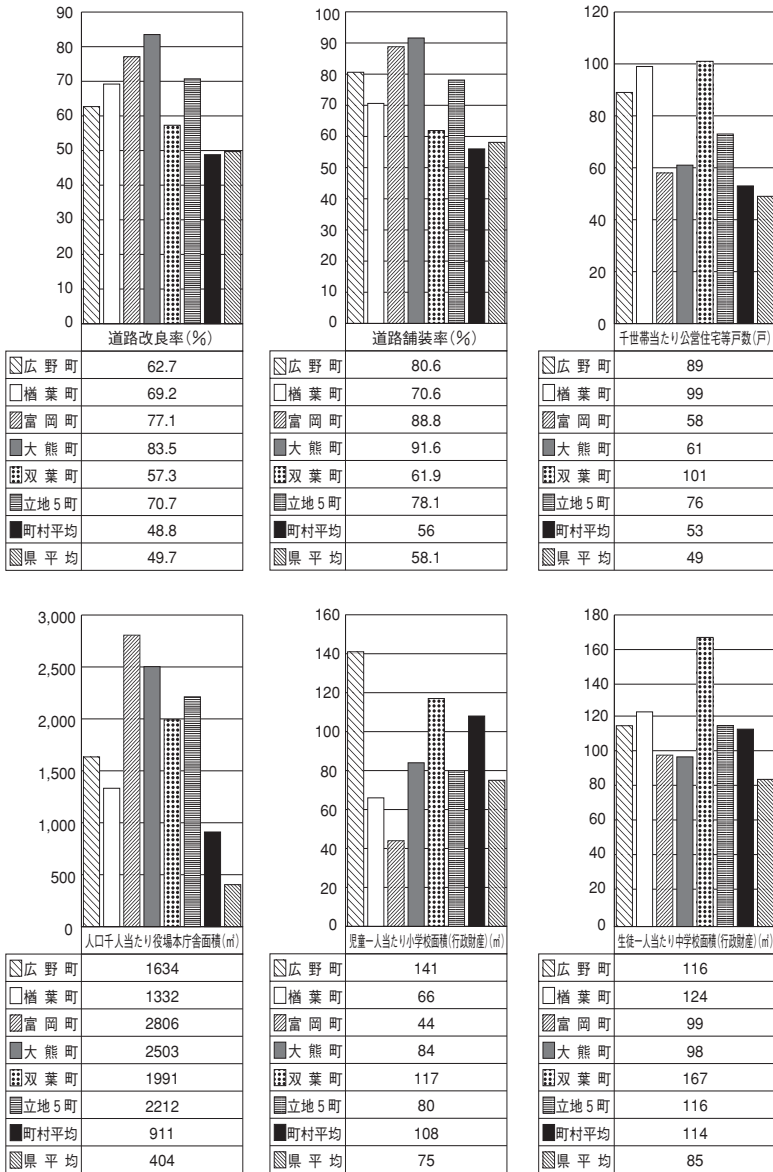 90
80
70
60
50
40
30
20
10
0
道路改良率(%)
広野町 62.7
楢葉町 69.2
富岡町 77.1
大熊町 83.5
双葉町 57.3
立地5町 70.7
町村平均 48.8
県平均 49.7
100
90
80
70
60
50
40
30
20
10
0
道路舗装率(%)
広野町 80.6
楢葉町 70.6
富岡町 88.8
大熊町 91.6
双葉町 61.9
立地5町 78.1
町村平均 56
県平均 58.1
120
100
80
60
40
20
0
千世帯当たり公営住宅等戸数(戸)
広野町 89
楢葉町 99
富岡町 58
大熊町 61
双葉町 101
立地5町 76
町村平均 53
県平均 49
3,000
2,500
2,000
1,500
1,000
500
0
人口千人当たり役場本庁舎面積(㎡)
広野町 1634
楢葉町 1332
富岡町 2806
大熊町 2503
双葉町 1991
立地5町 2212
町村平均 911
県平均 404
160
140
120
100
80
60
40
20
0
児童一人当たり小学校面積(行政財産)(㎡)
広野町 141
楢葉町 66
富岡町 44
大熊町 84
双葉町 117
立地5町 80
町村平均 108
県平均 75
180
160
140
120
100
80
60
40
20
0
生徒一人当たり中学校面積(行政財産)(㎡)
広野町 116
楢葉町 124
富岡町 99
大熊町 98
双葉町 167
立地5町 116
町村平均 114
県平均 85